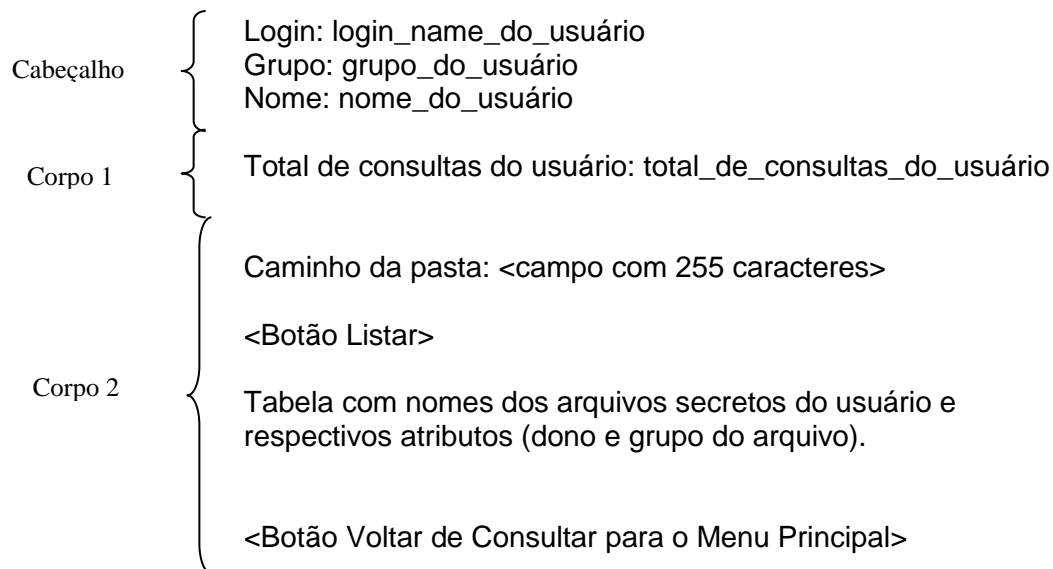 Cabeçalho
Login: login_name_do_usuário
Grupo: grupo_do_usuário
Nome: nome_do_usuário
Corpo 1
Total de consultas do usuário: total_de_consultas_do_usuário
Corpo 2
Caminho da pasta: <campo com 255 caracteres>
<Botão Listar>
Tabela com nomes dos arquivos secretos do usuário e
respectivos atributos (dono e grupo do arquivo).
<Botão Voltar de Consultar para o Menu Principal>